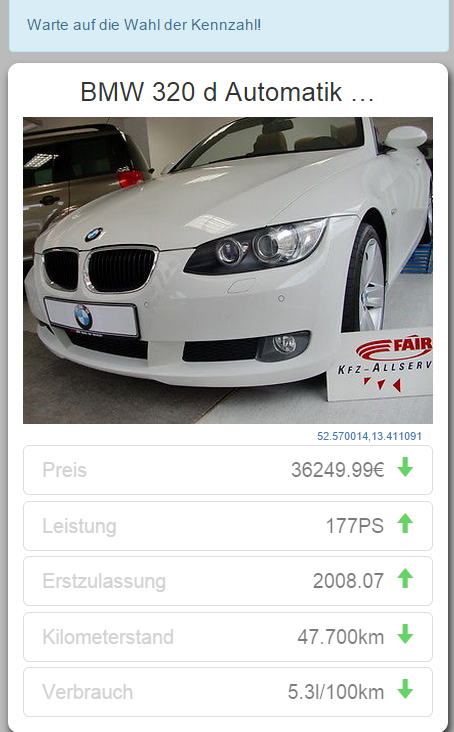 Warte auf die Wahl der Kennzahl!
BMW 320 d Automatik …
FAIR
KFZ-ALLSERV
52.570014,13.411091
Preis 36249.99€
Leistung 177PS
Erstzulassung 2008.07
Kilometerstand 47.700km
Verbrauch 5.3l/100km